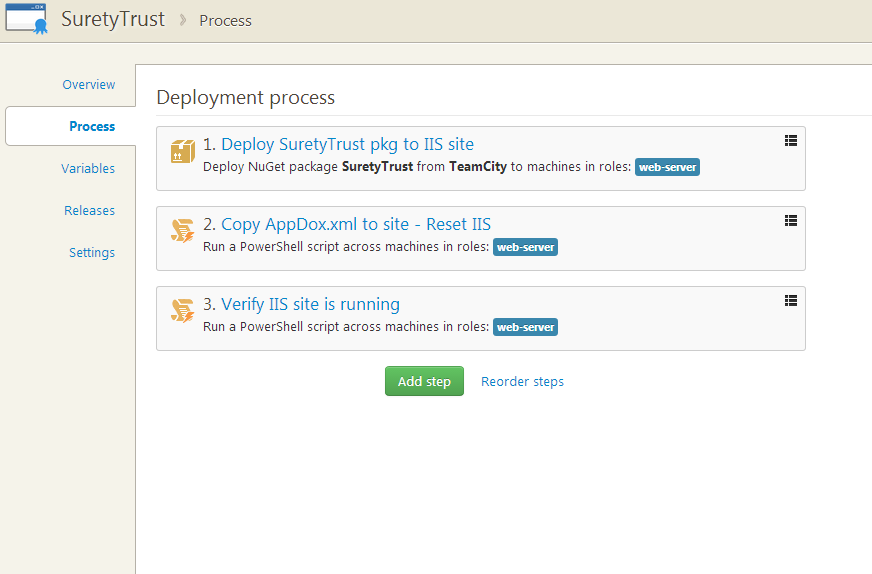 SuretyTrust > Process
Overview
Process
Variables
Releases
Settings
Deployment process
1. Deploy SuretyTrust pkg to IIS site
Deploy NuGet package SuretyTrust from TeamCity to machines in roles: web-server
2. Copy AppDox.xml to site - Reset IIS
Run a PowerShell script across machines in roles: web-server
3. Verify IIS site is running
Run a PowerShell script across machines in roles: web-server
Add step Reorder steps